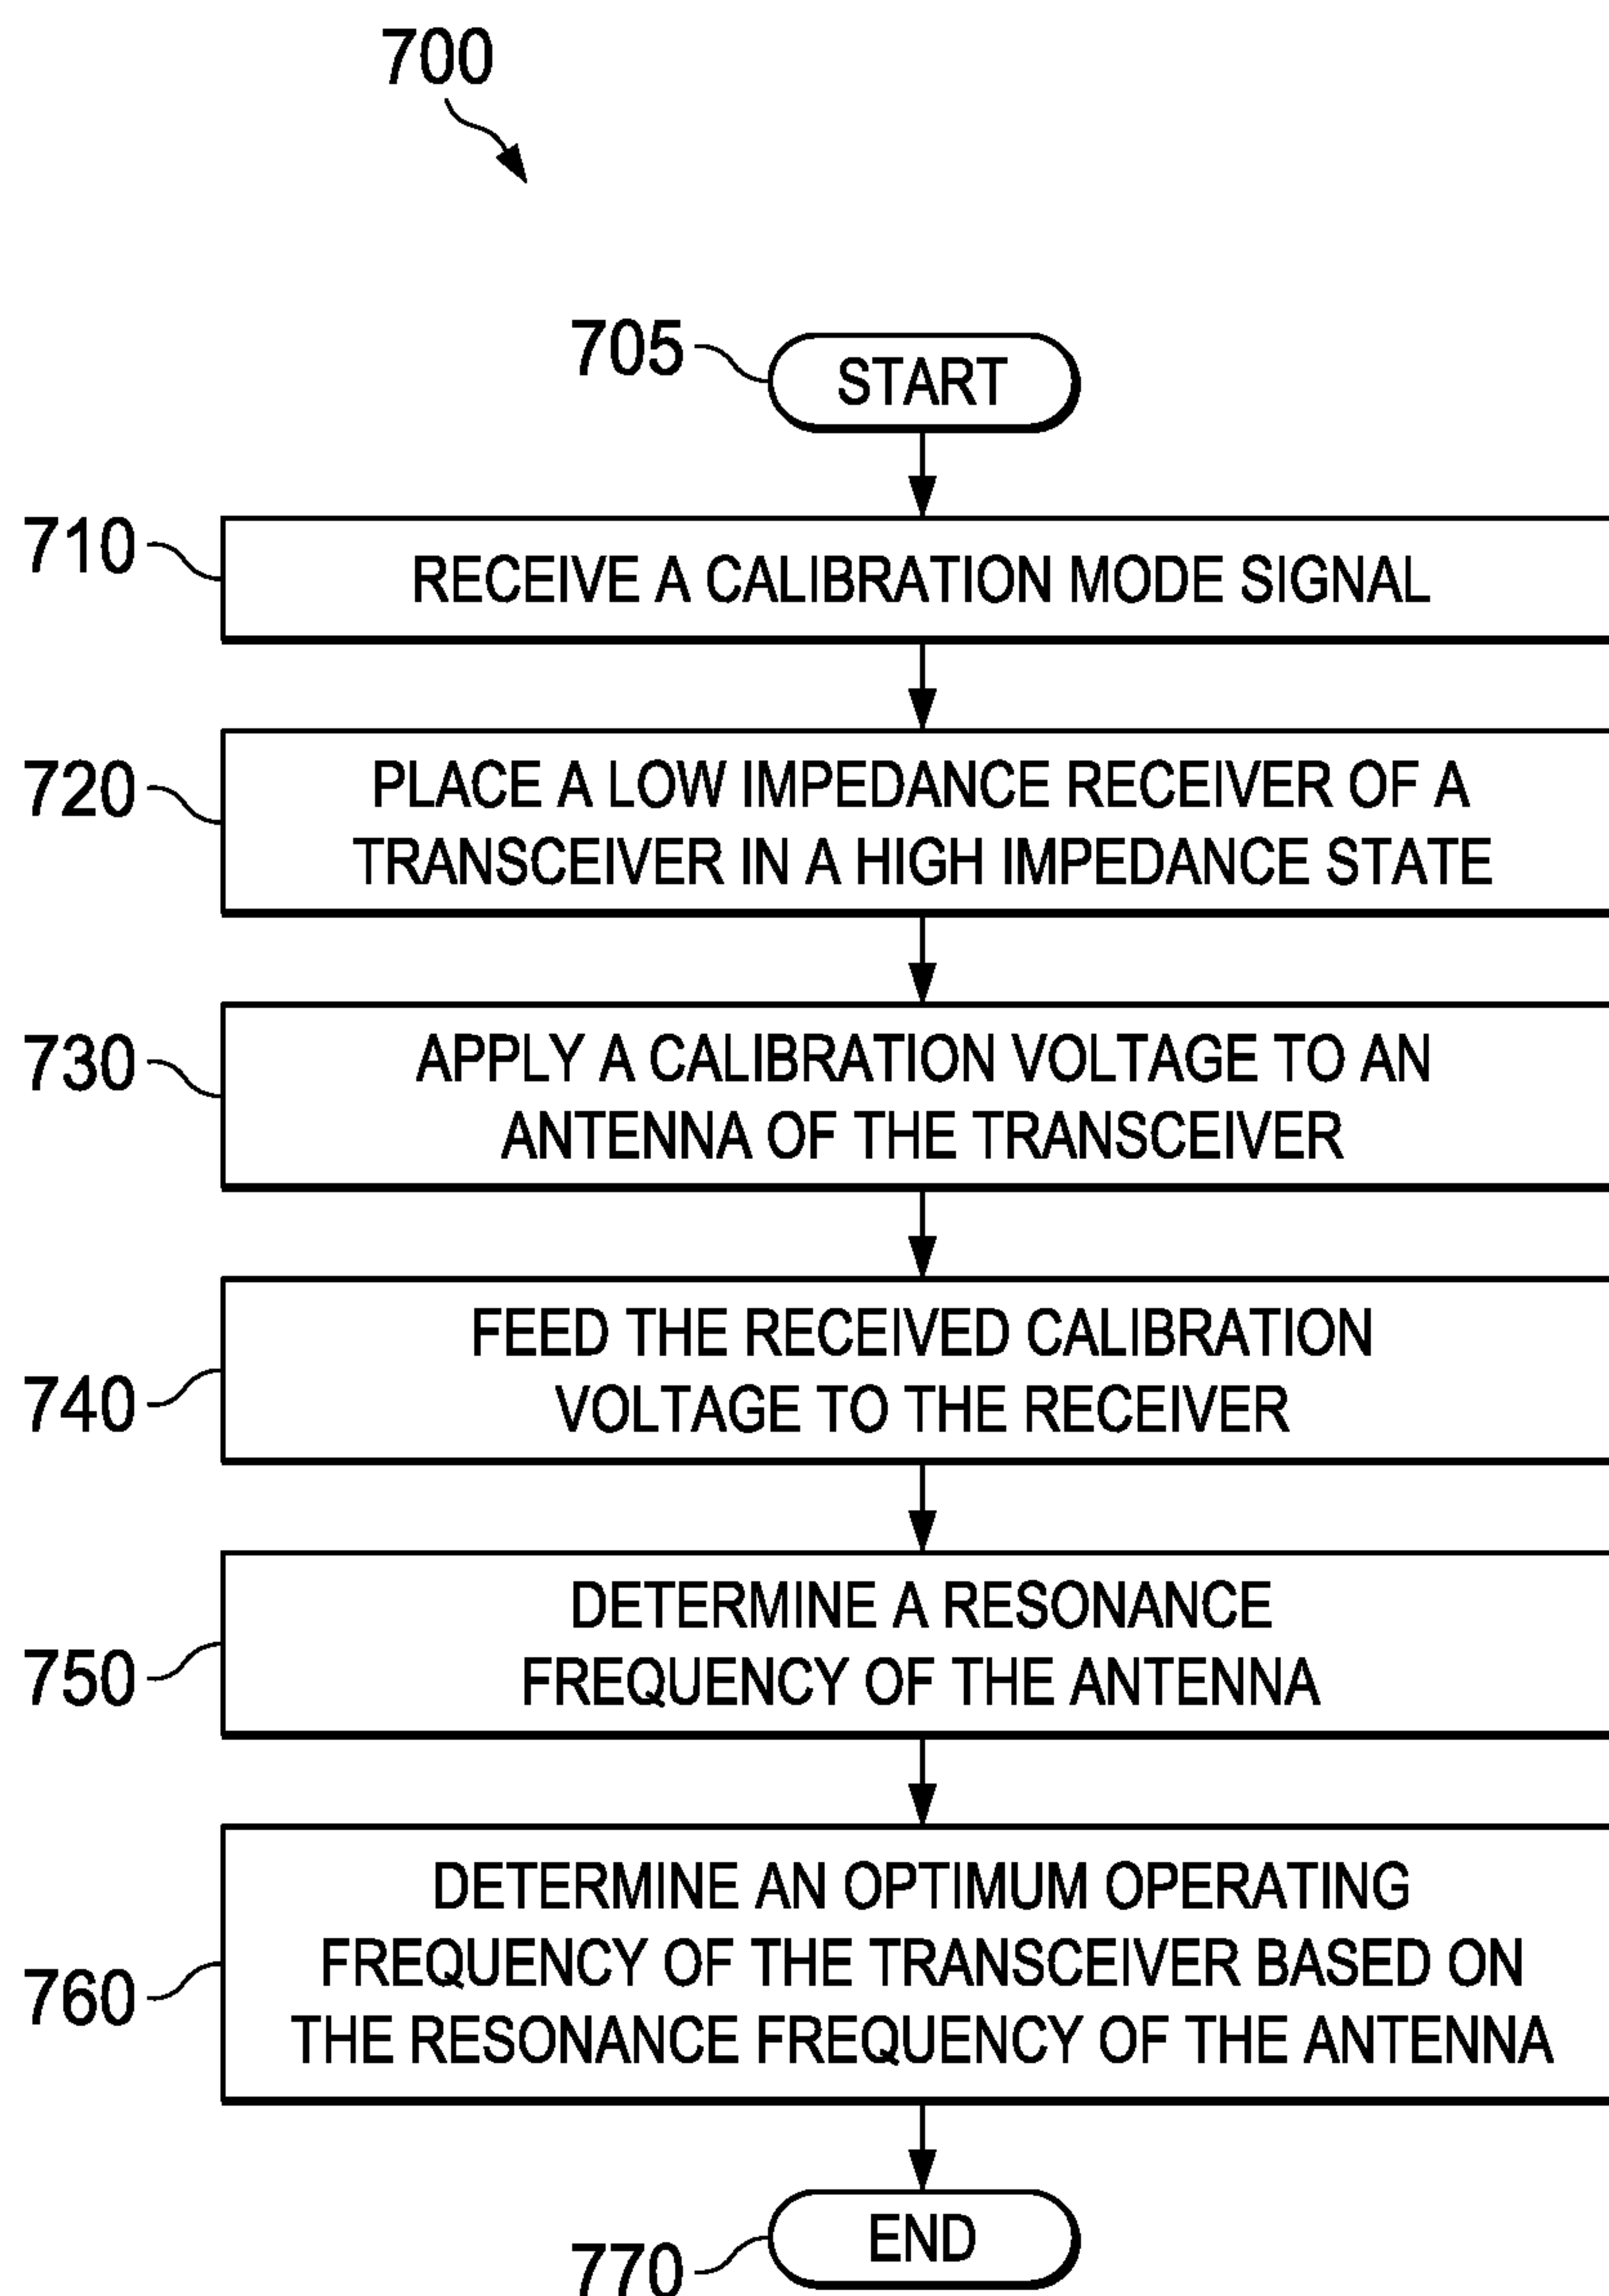 700
705
START
710
RECEIVE A CALIBRATION MODE SIGNAL
720
PLACE A LOW IMPEDANCE RECEIVER OF A
TRANSCEIVER IN A HIGH IMPEDANCE STATE
730
APPLY A CALIBRATION VOLTAGE TO AN
ANTENNA OF THE TRANSCEIVER
740
FEED THE RECEIVED CALIBRATION
VOLTAGE TO THE RECEIVER
750
DETERMINE A RESONANCE
FREQUENCY OF THE ANTENNA
760
DETERMINE AN OPTIMUM OPERATING
FREQUENCY OF THE TRANSCEIVER BASED ON
THE RESONANCE FREQUENCY OF THE ANTENNA
770
END